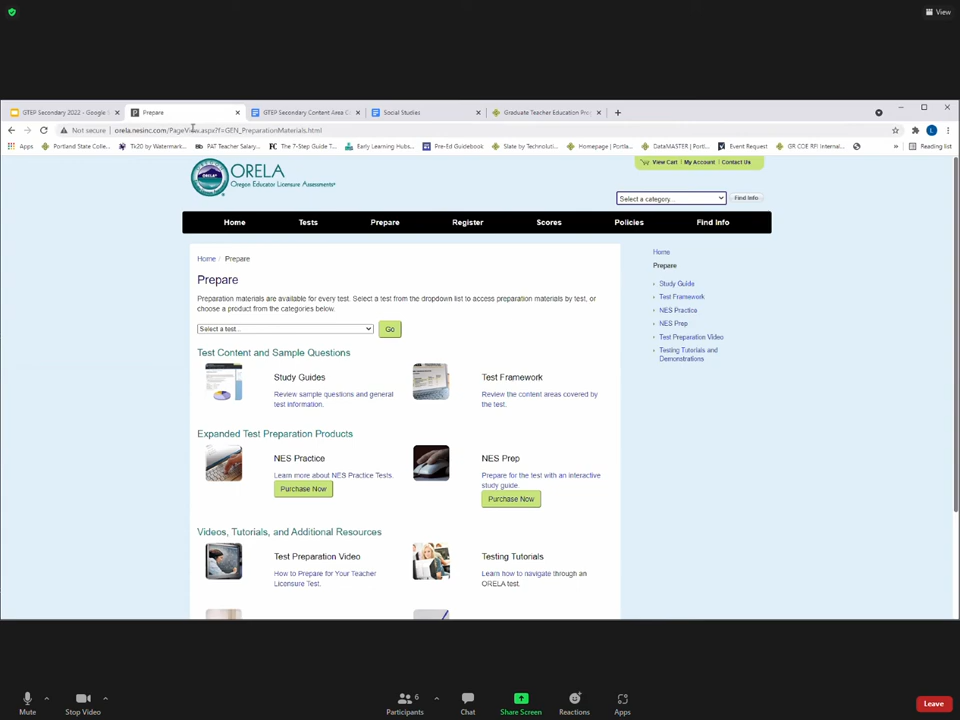 View
GTEP Secondary 2022 - Google
Prepare
GTEP Secondary Content Area C
Social Studies
Graduate Teacher Education Pro
Not secure
orela.nesinc.com/PageView.aspx?f=GEN_PreparationMaterials.html
Apps
Portland State Colle...
Tk20 by Watermark...
PAT Teacher Salary...
The 7-Step Guide T...
Early Learning Hubs...
Pre-Ed Guidebook
Slate by Technoluti...
Homepage | Portla...
DataMASTER | Portl...
Event Request
GR COE RPI Internal...
Reading list
ORELA
Oregon Educator Licensure Assessments
View Cart | My Account | Contact Us
Select a category...
Find Info
Home
Tests
Prepare
Register
Scores
Policies
Find Info
Home
Prepare
Prepare
Preparation materials are available for every test. Select a test from the dropdown list to access preparation materials by test, or
choose a product from the categories below.
Select a test...
Go
Test Content and Sample Questions
Study Guides
Review sample questions and general
test information.
Test Framework
Review the content areas covered by
the test.
Expanded Test Preparation Products
NES Practice
Learn more about NES Practice Tests.
Purchase Now
NES Prep
Prepare for the test with an interactive
study guide.
Purchase Now
Videos, Tutorials, and Additional Resources
Test Preparation Video
How to Prepare for Your Teacher
Licensure Test.
Testing Tutorials
Learn how to navigate through an
ORELA test.
Home
Prepare
Study Guide
Test Framework
NES Practice
NES Prep
Test Preparation Video
Testing Tutorials and
Demonstrations
Mute
Stop Video
6
Participants
Chat
Share Screen
Reactions
Apps
Leave